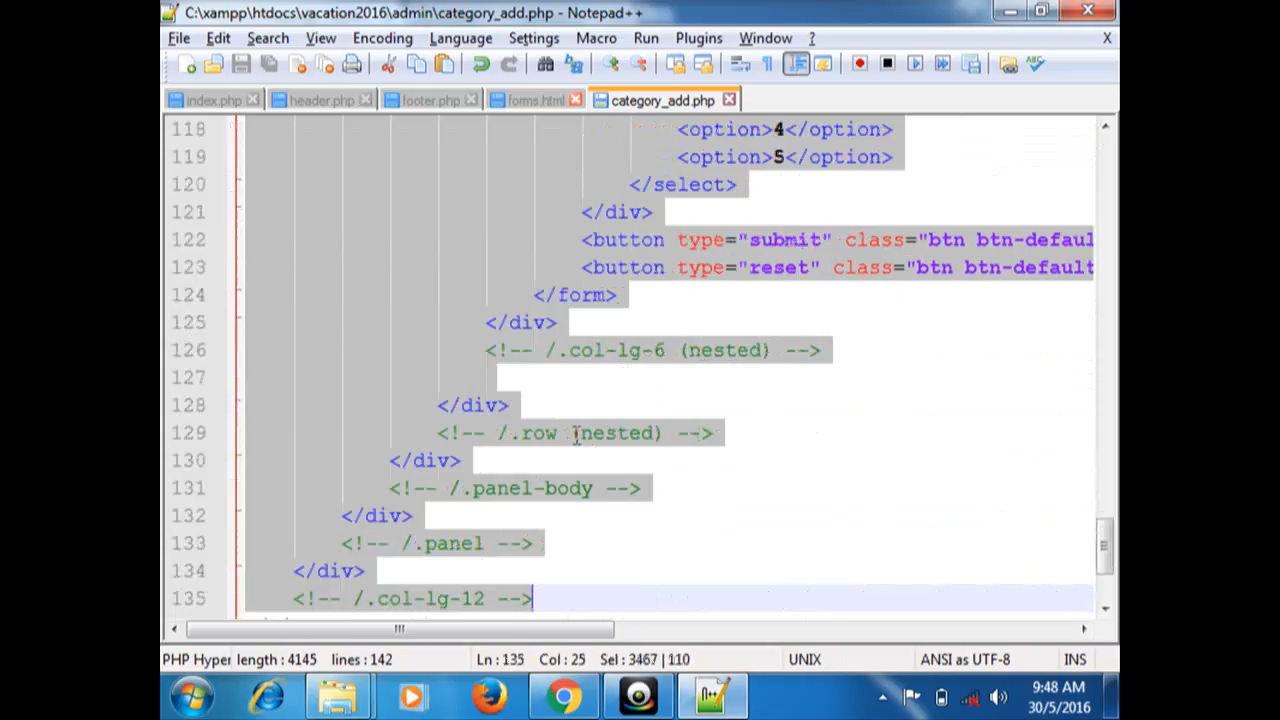 C:\xampp\htdocs\vacation2016\admin\category_add.php - Notepad++
File Edit Search View Encoding Language Settings Macro Run Plugins Window ? X
index.php header.php footer.php forms.html category_add.php
118 <option>4</option>
119 <option>5</option>
120 </select>
121 </div>
122 <button type="submit" class="btn btn-defaul
123 <button type="reset" class="btn btn-default
124 </form>
125 </div>
126 <!-- /.col-lg-6 (nested) -->
127
128 </div>
129 <!-- /.row (nested) -->
130 </div>
131 <!-- /.panel-body -->
132 </div>
133 <!-- /.panel -->
134 </div>
135 <!-- /.col-lg-12 -->
PHP Hyper length : 4145 lines : 142 Ln : 135 Col : 25 Sel : 3467 | 110 UNIX ANSI as UTF-8 INS
9:48 AM
30/5/2016